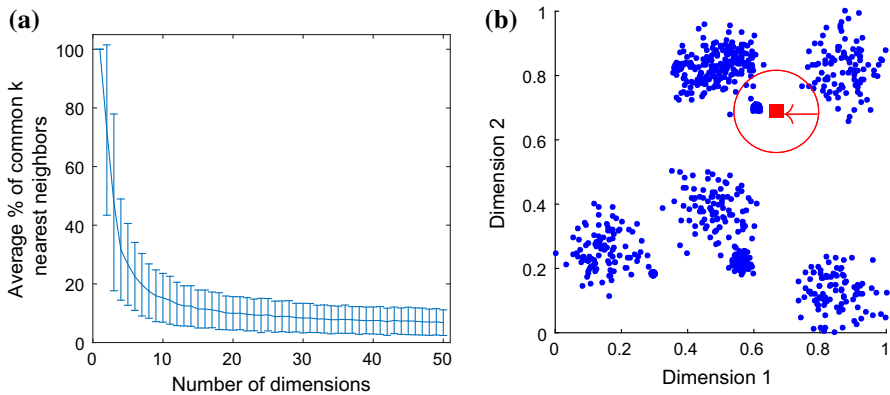 (a)
100
80
60
40
20
0
0 10 20 30 40 50
Number of dimensions
Average % of common k
nearest neighbors
(b)
1
0.8
0.6
0.4
0.2
0
0 0.2 0.4 0.6 0.8 1
Dimension 1
Dimension 2